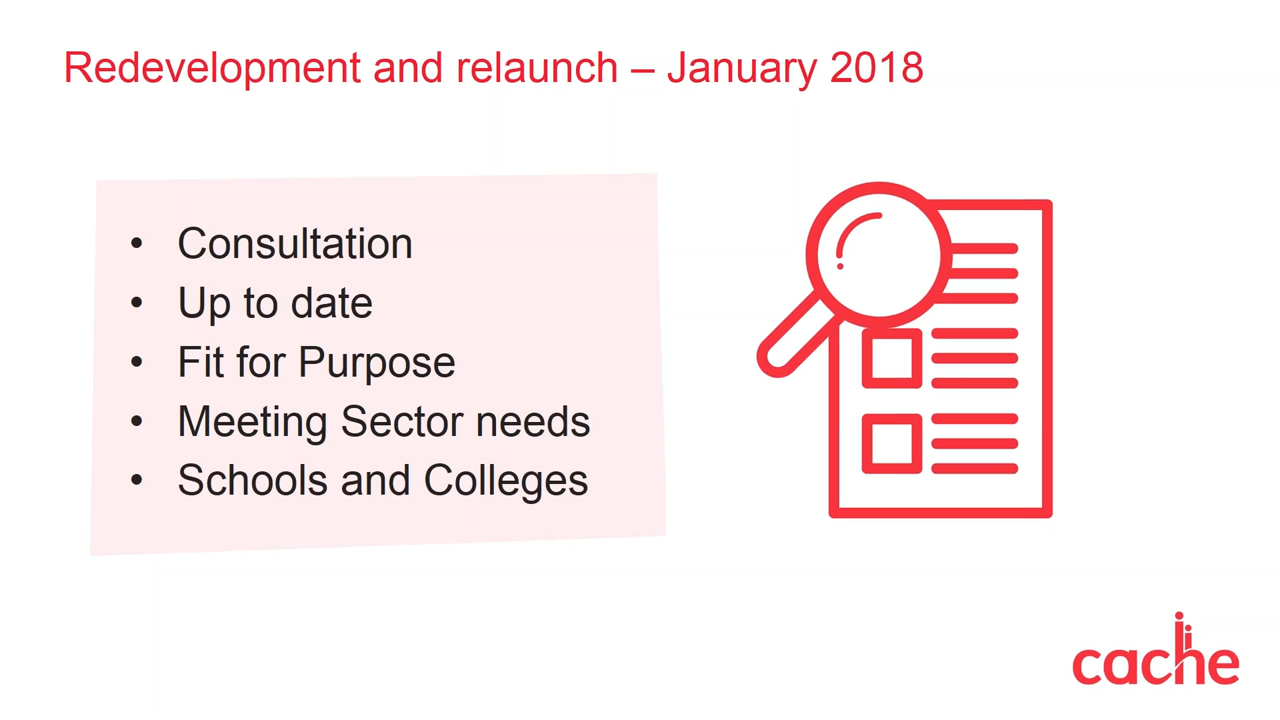 Redevelopment and relaunch – January 2018
• Consultation
• Up to date
• Fit for Purpose
• Meeting Sector needs
• Schools and Colleges
cache